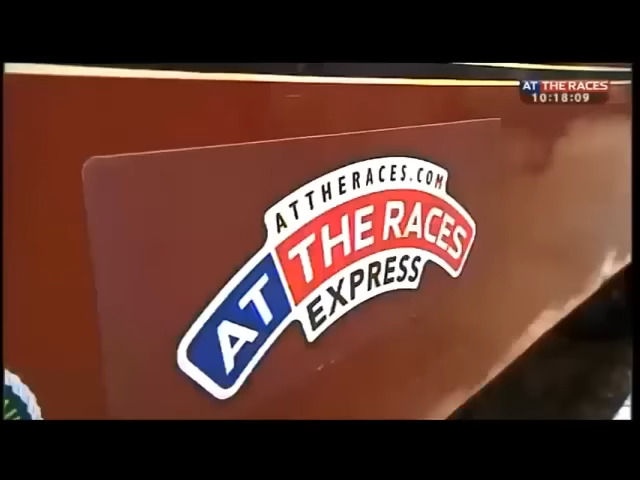 AT THE RACES
10:18:09
ATTHERACES.COM
AT THE RACES
EXPRESS